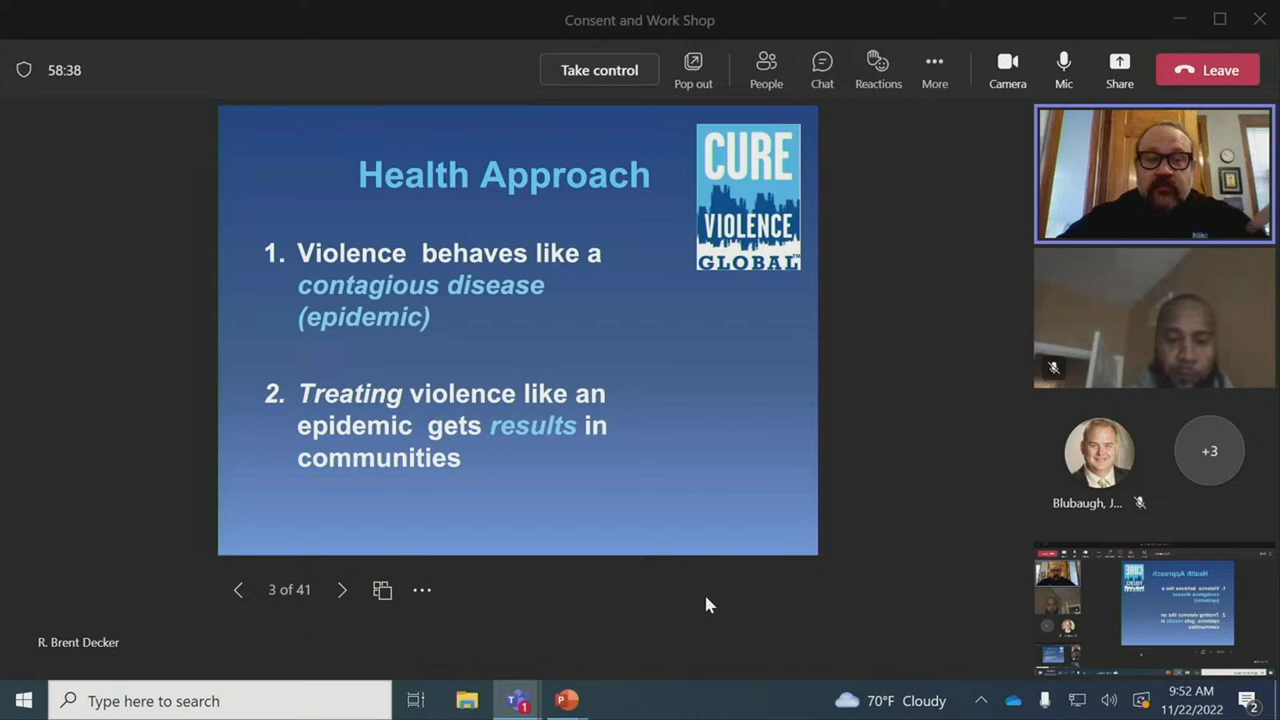 Consent and Work Shop
58:38
Take control
Pop out
People
Chat
Reactions
More
Camera
Mic
Share
Leave
Health Approach
CURE
VIOLENCE
GLOBAL™
1. Violence behaves like a
contagious disease
(epidemic)
2. Treating violence like an
epidemic gets results in
communities
+3
Blubaugh, J...
3 of 41
R. Brent Decker
Type here to search
1
70°F Cloudy
9:52 AM
11/22/2022
2